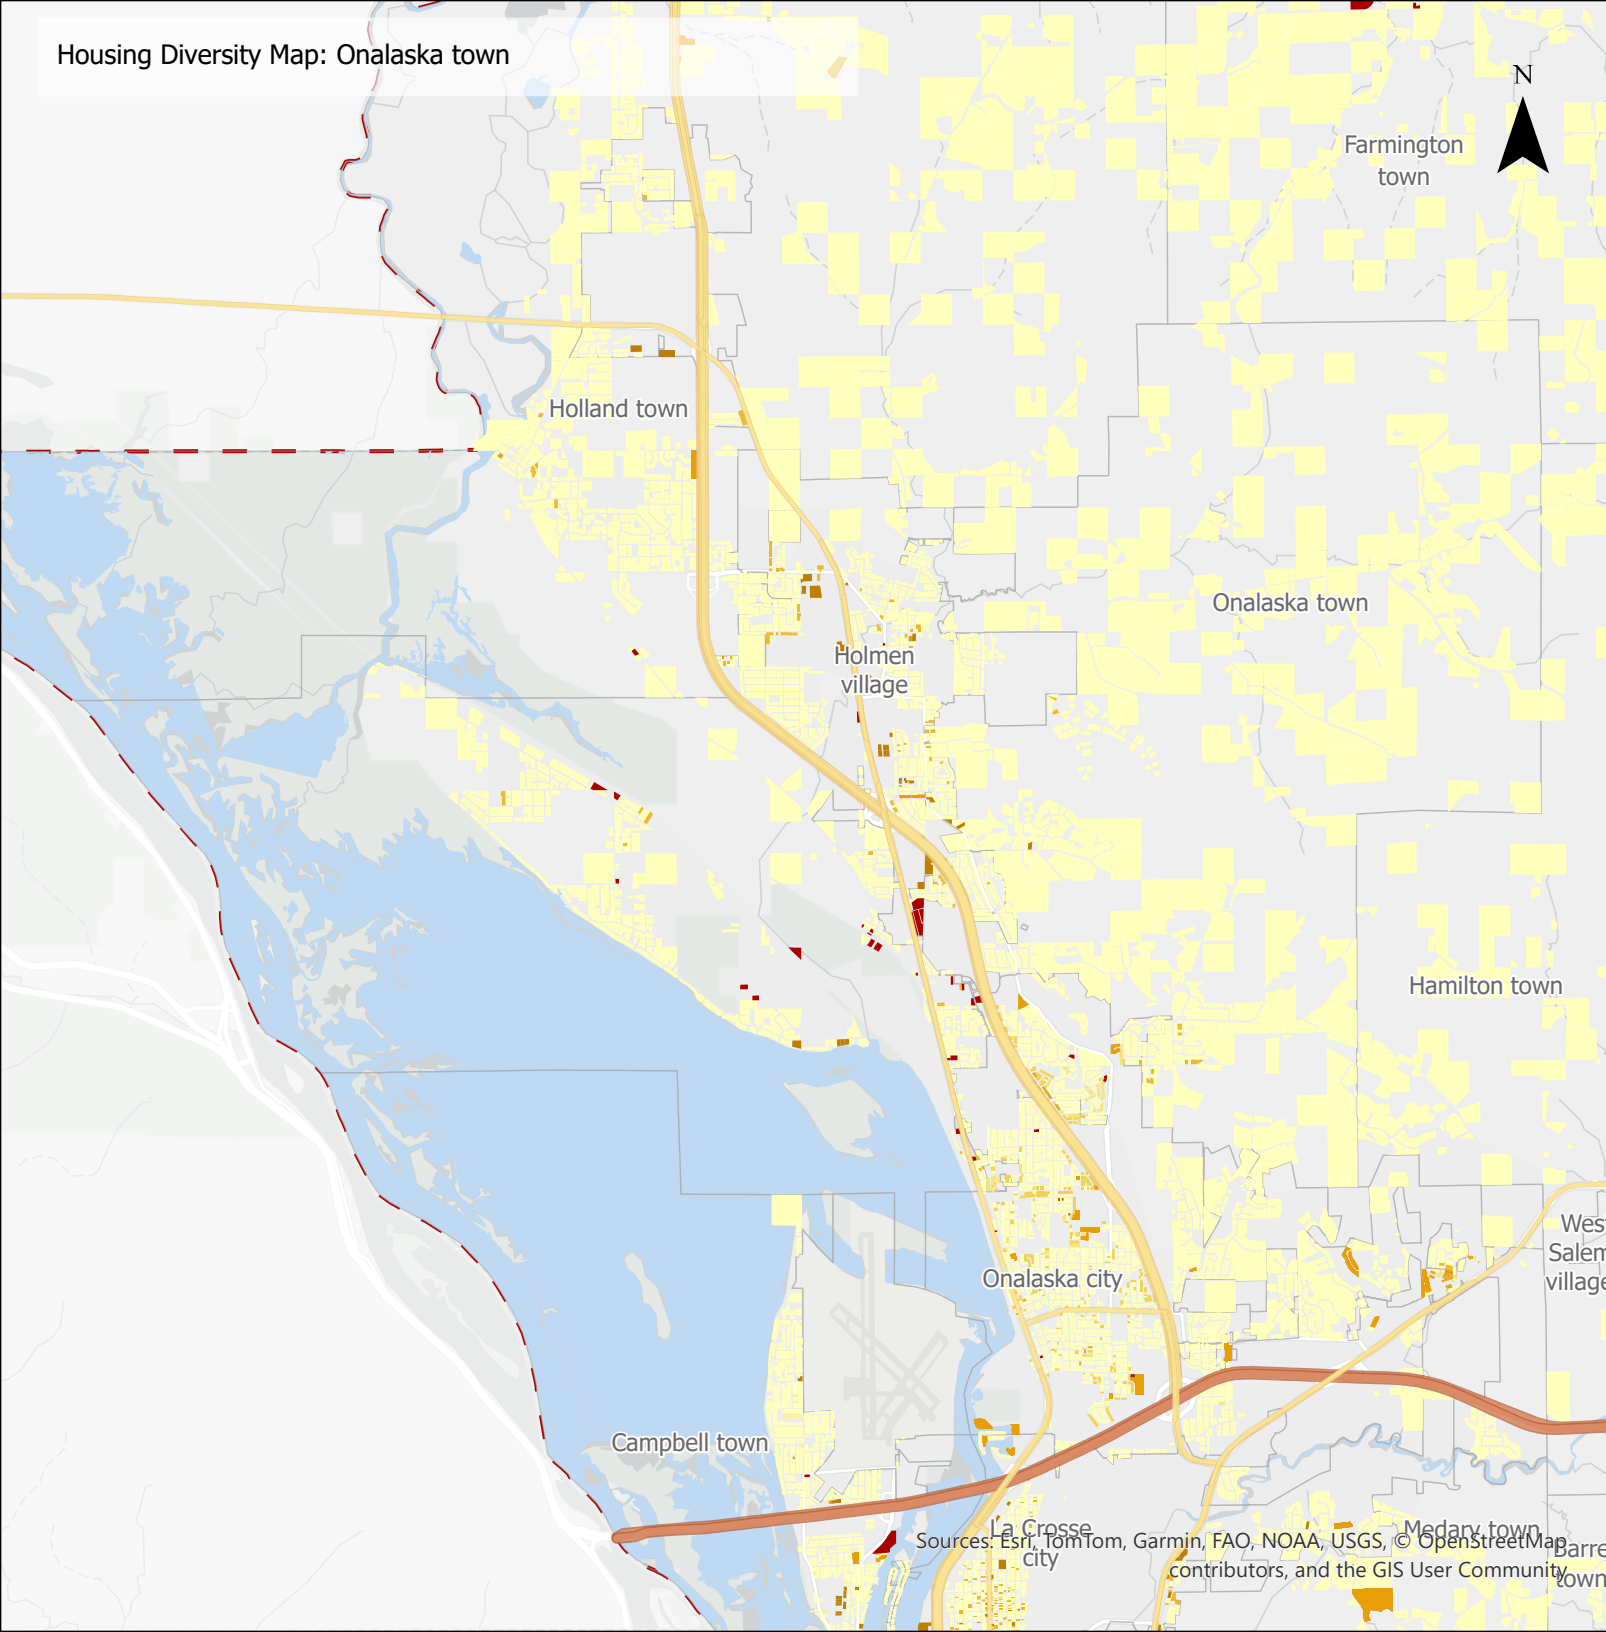 Housing Diversity Map: Onalaska town
N
Farmington
town
Holland town
Onalaska town
Holmen
village
Hamilton town
West
Salem
village
Onalaska city
Campbell town
La Crosse
city
Medary town
Barre
town
Sources: Esri, TomTom, Garmin, FAO, NOAA, USGS, © OpenStreetMap
contributors, and the GIS User Community